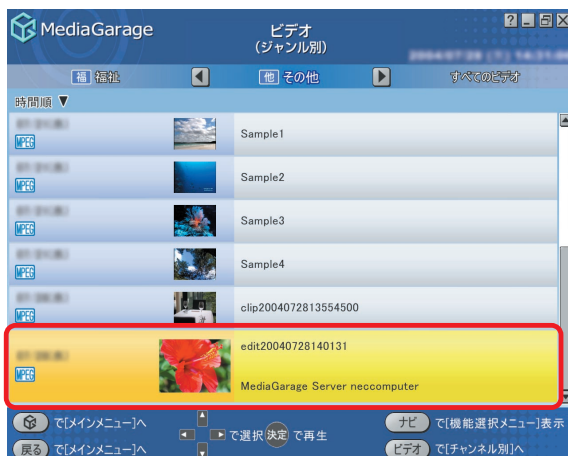 MediaGarage
ビデオ
(ジャンル別)
福 福祉
他 その他
すべてのビデオ
時間順 ▼
MPEG
Sample1
MPEG
Sample2
MPEG
Sample3
MPEG
Sample4
MPEG
clip2004072813554500
edit20040728140131
MPEG
MediaGarage Server neccomputer
で[メインメニュー]へ
戻る で[メインメニュー]へ
で選択 決定 で再生
ナビ で[機能選択メニュー]表示
ビデオ で[チャンネル別]へ